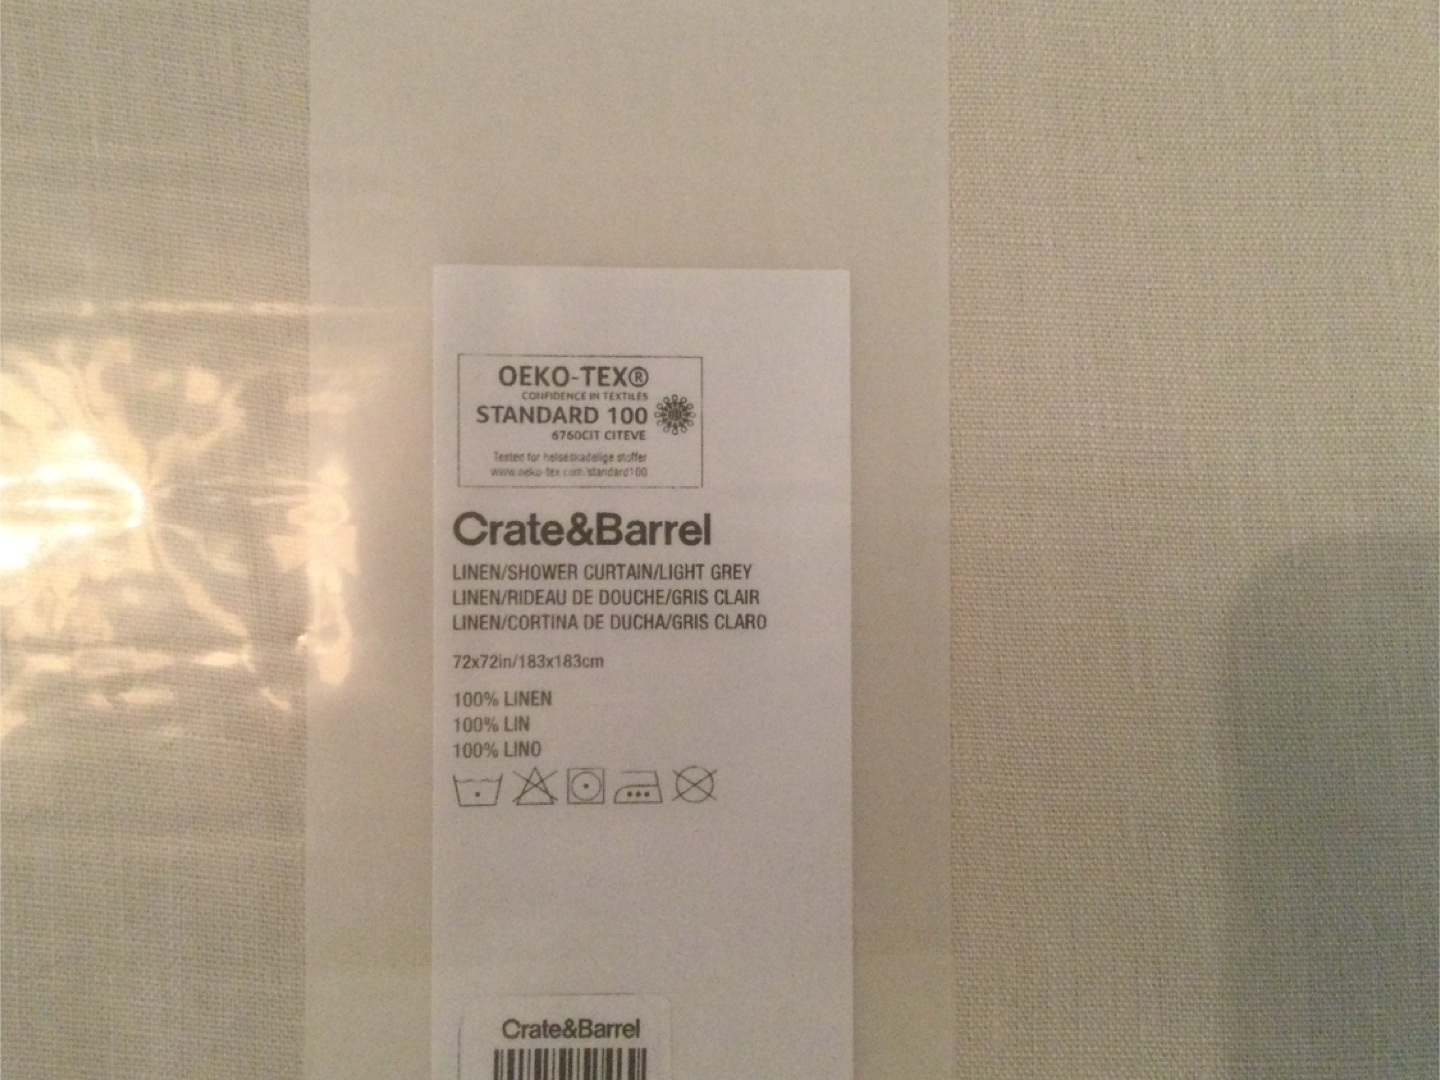 OEKO-TEX®
CONFIDENCE IN TEXTILES
STANDARD 100
6760CIT CITEVE
Tested for helseskadelige stoffer
www.oeko-tex.com/standard100
Crate&Barrel
LINEN/SHOWER CURTAIN/LIGHT GREY
LINEN/RIDEAU DE DOUCHE/GRIS CLAIR
LINEN/CORTINA DE DUCHA/GRIS CLARO
72x72in/183x183cm
100% LINEN
100% LIN
100% LINO
Crate&Barrel